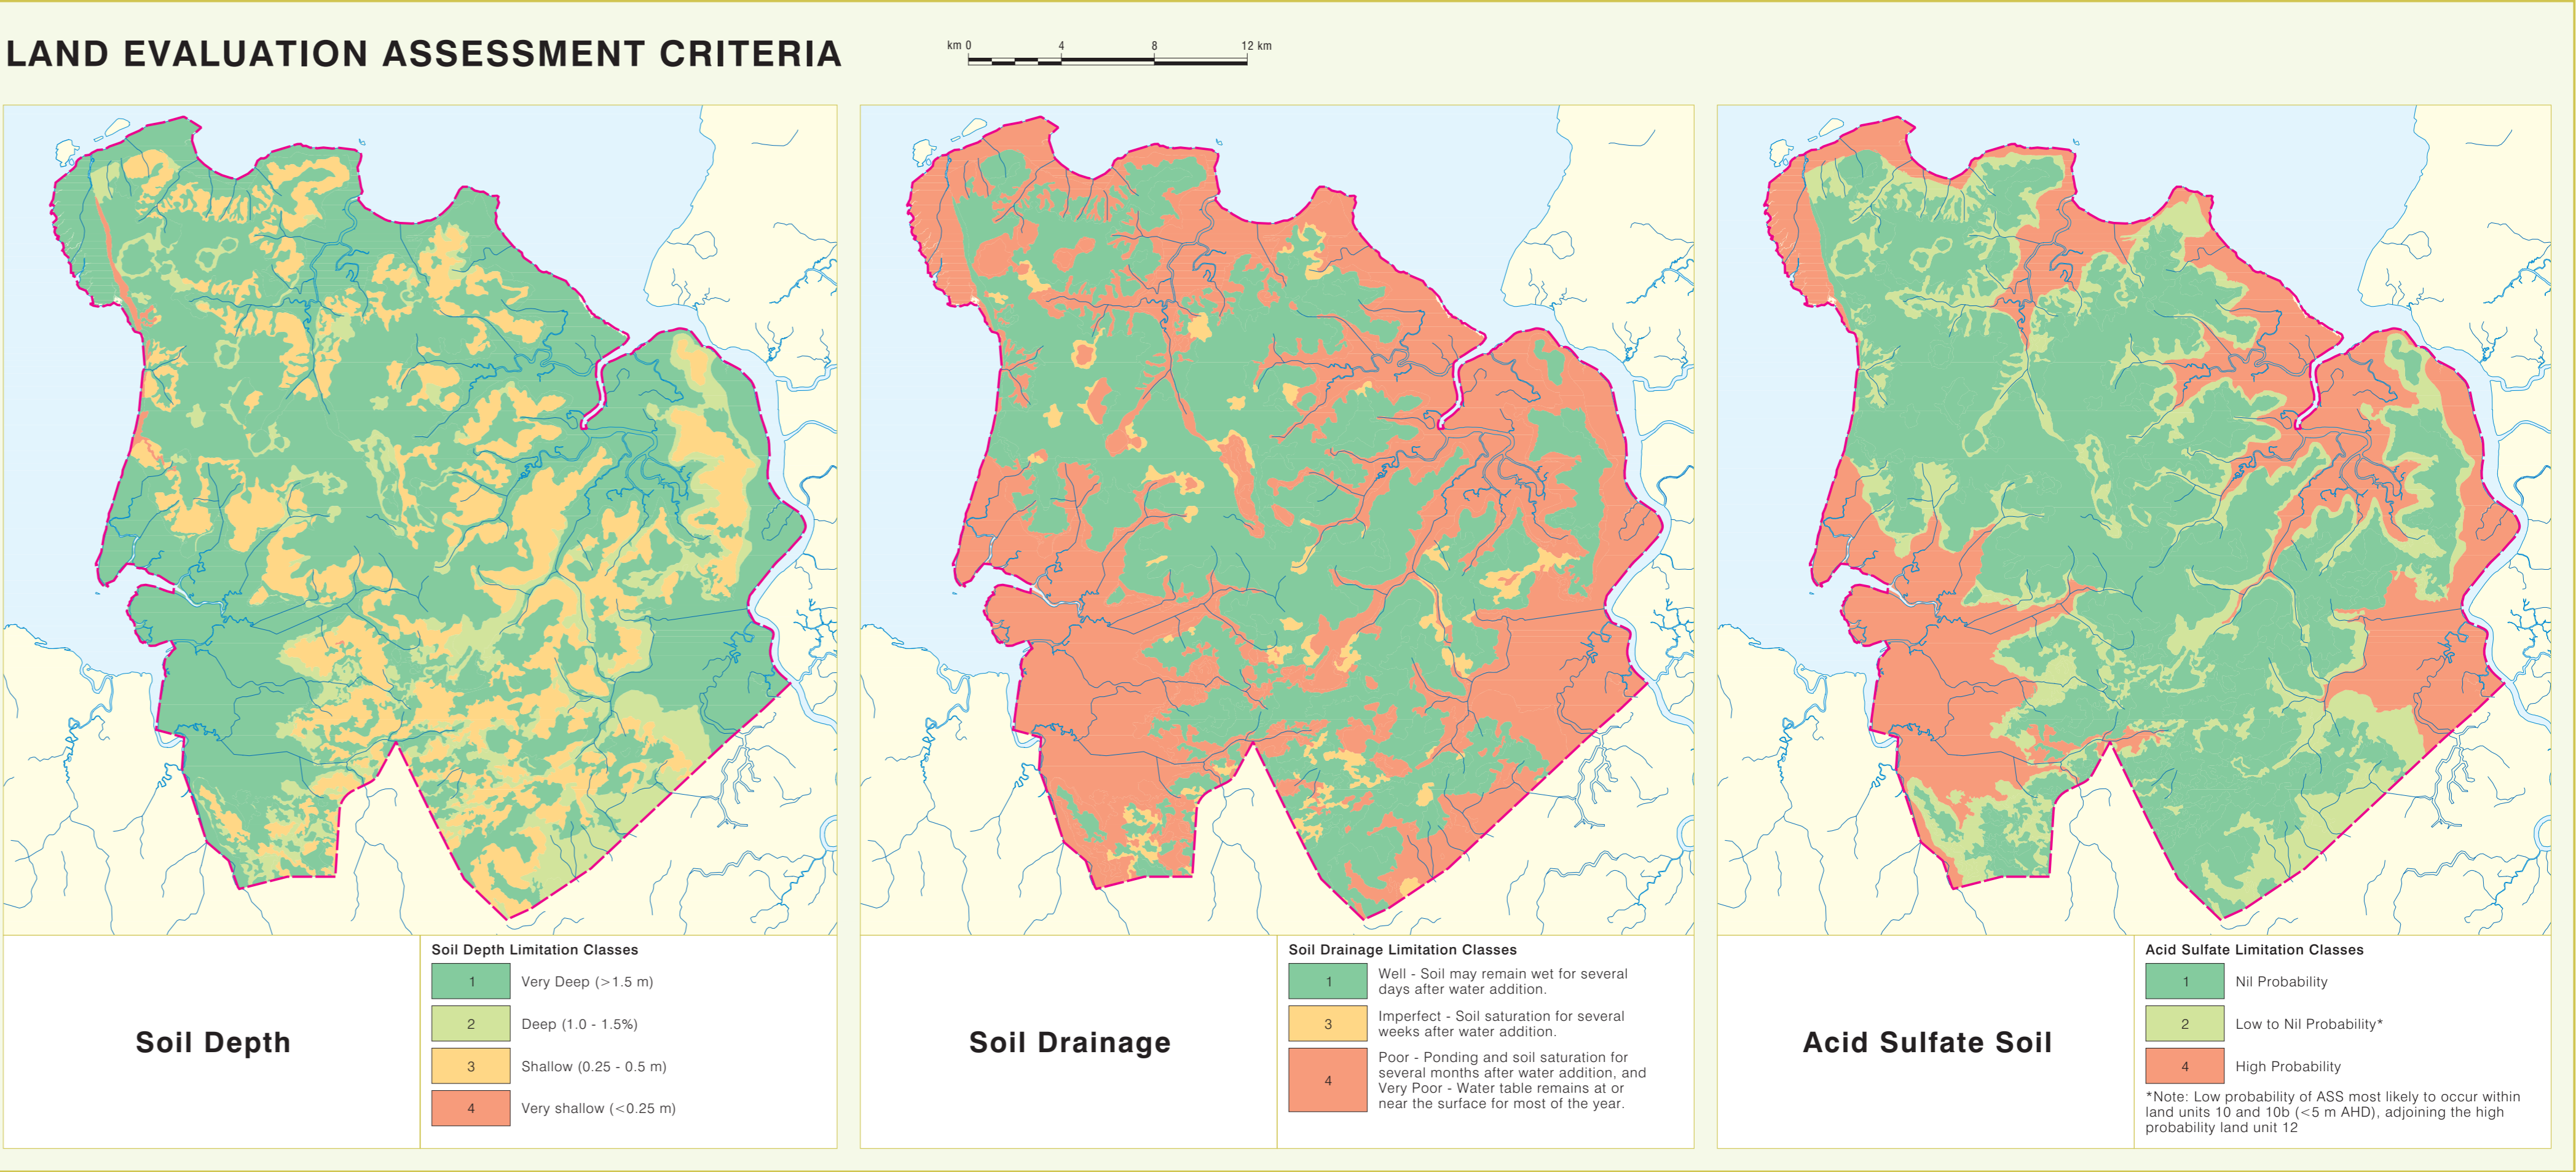 LAND EVALUATION ASSESSMENT CRITERIA
km 0 4 8 12 km
Soil Depth
Soil Depth Limitation Classes
1 Very Deep (>1.5 m)
2 Deep (1.0 - 1.5%)
3 Shallow (0.25 - 0.5 m)
4 Very shallow (<0.25 m)
Soil Drainage
Soil Drainage Limitation Classes
1 Well - Soil may remain wet for several
days after water addition.
3 Imperfect - Soil saturation for several
weeks after water addition.
4 Poor - Ponding and soil saturation for
several months after water addition, and
Very Poor - Water table remains at or
near the surface for most of the year.
Acid Sulfate Soil
Acid Sulfate Limitation Classes
1 Nil Probability
2 Low to Nil Probability*
4 High Probability
*Note: Low probability of ASS most likely to occur within
land units 10 and 10b (<5 m AHD), adjoining the high
probability land unit 12